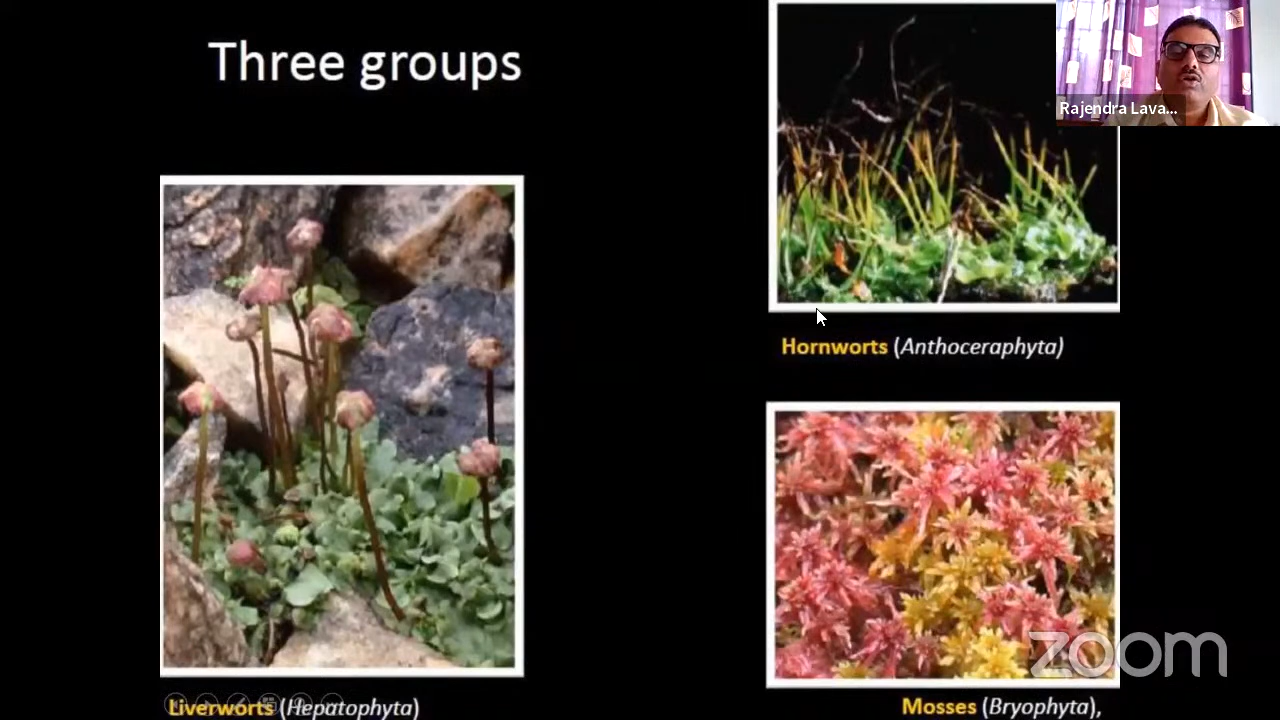 Three groups
Rajendra Lava...
Hornworts (Anthoceraphyta)
Liverworts (Hepatophyta)
Mosses (Bryophyta),
zoom